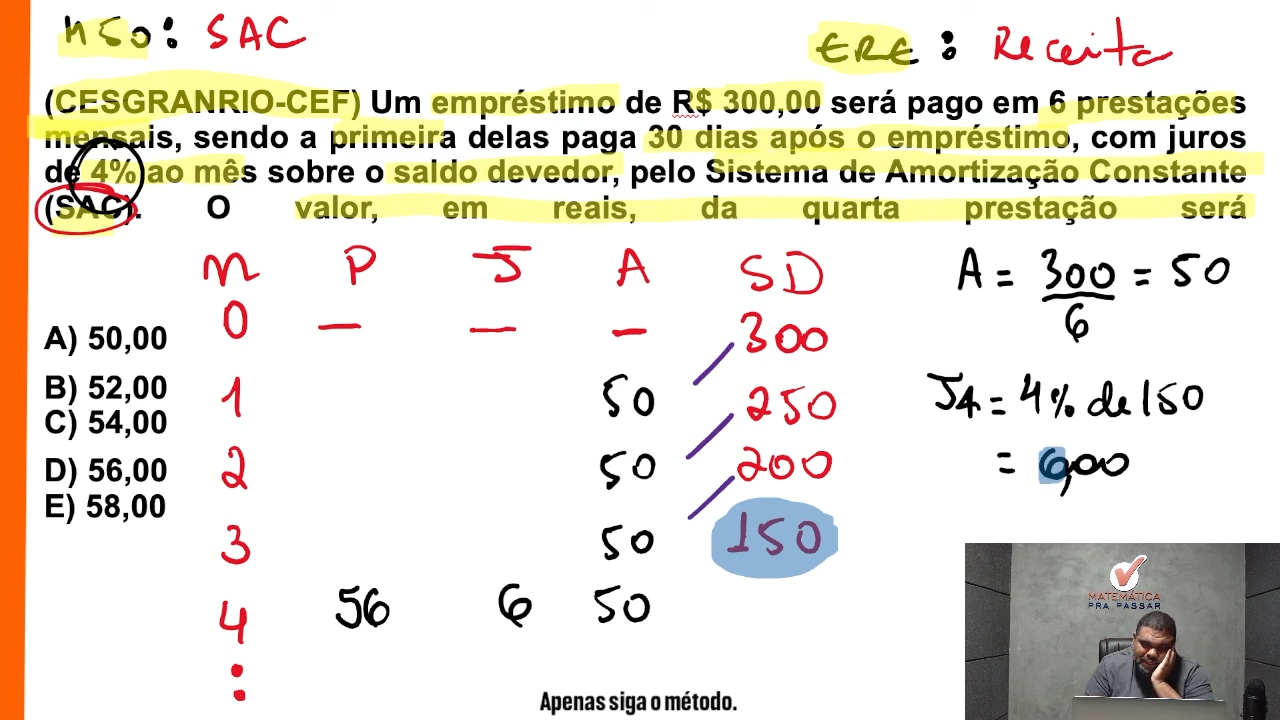 M50: SAC
ERE: Receita
(CESGRANRIO-CEF) Um empréstimo de R$ 300,00 será pago em 6 prestações
mensais, sendo a primeira delas paga 30 dias após o empréstimo, com juros
de 4% ao mês sobre o saldo devedor, pelo Sistema de Amortização Constante
(SAC). O valor, em reais, da quarta prestação será
A) 50,00
B) 52,00
C) 54,00
D) 56,00
E) 58,00
n P J A SD
0 — — — 300
1 50 250
2 50 200
3 50 150
4 56 6 50
:
A = 300/6 = 50
J4 = 4% de 150
= 6,00
MATEMÁTICA
PRA PASSAR
Apenas siga o método.